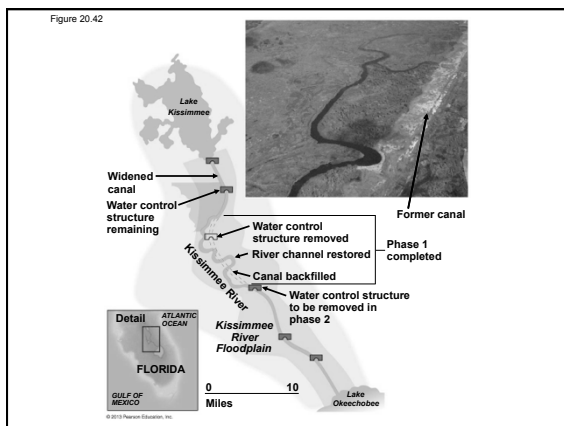 Figure 20.42
Lake
Kissimmee
Widened
canal
Water control
structure
remaining
Former canal
Water control
structure removed
River channel restored
Canal backfilled
Phase 1
completed
Kissimmee River
Water control structure
to be removed in
phase 2
Kissimmee
River
Floodplain
Detail
ATLANTIC
OCEAN
FLORIDA
GULF OF
MEXICO
0 10
Miles
Lake
Okeechobee
© 2013 Pearson Education, Inc.